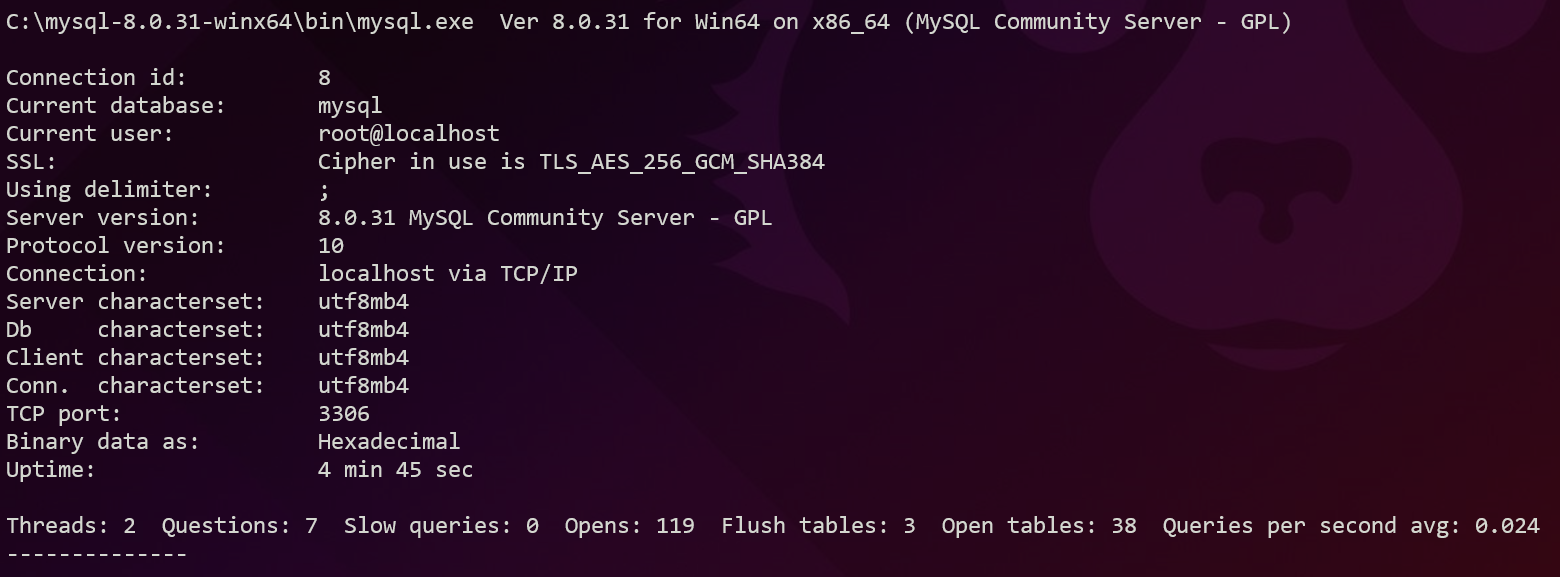 C:\mysql-8.0.31-winx64\bin\mysql.exe  Ver 8.0.31 for Win64 on x86_64 (MySQL Community Server - GPL)

Connection id:          8
Current database:       mysql
Current user:           root@localhost
SSL:                    Cipher in use is TLS_AES_256_GCM_SHA384
Using delimiter:        ;
Server version:         8.0.31 MySQL Community Server - GPL
Protocol version:       10
Connection:             localhost via TCP/IP
Server characterset:    utf8mb4
Db     characterset:    utf8mb4
Client characterset:    utf8mb4
Conn.  characterset:    utf8mb4
TCP port:               3306
Binary data as:         Hexadecimal
Uptime:                 4 min 45 sec

Threads: 2  Questions: 7  Slow queries: 0  Opens: 119  Flush tables: 3  Open tables: 38  Queries per second avg: 0.024
--------------